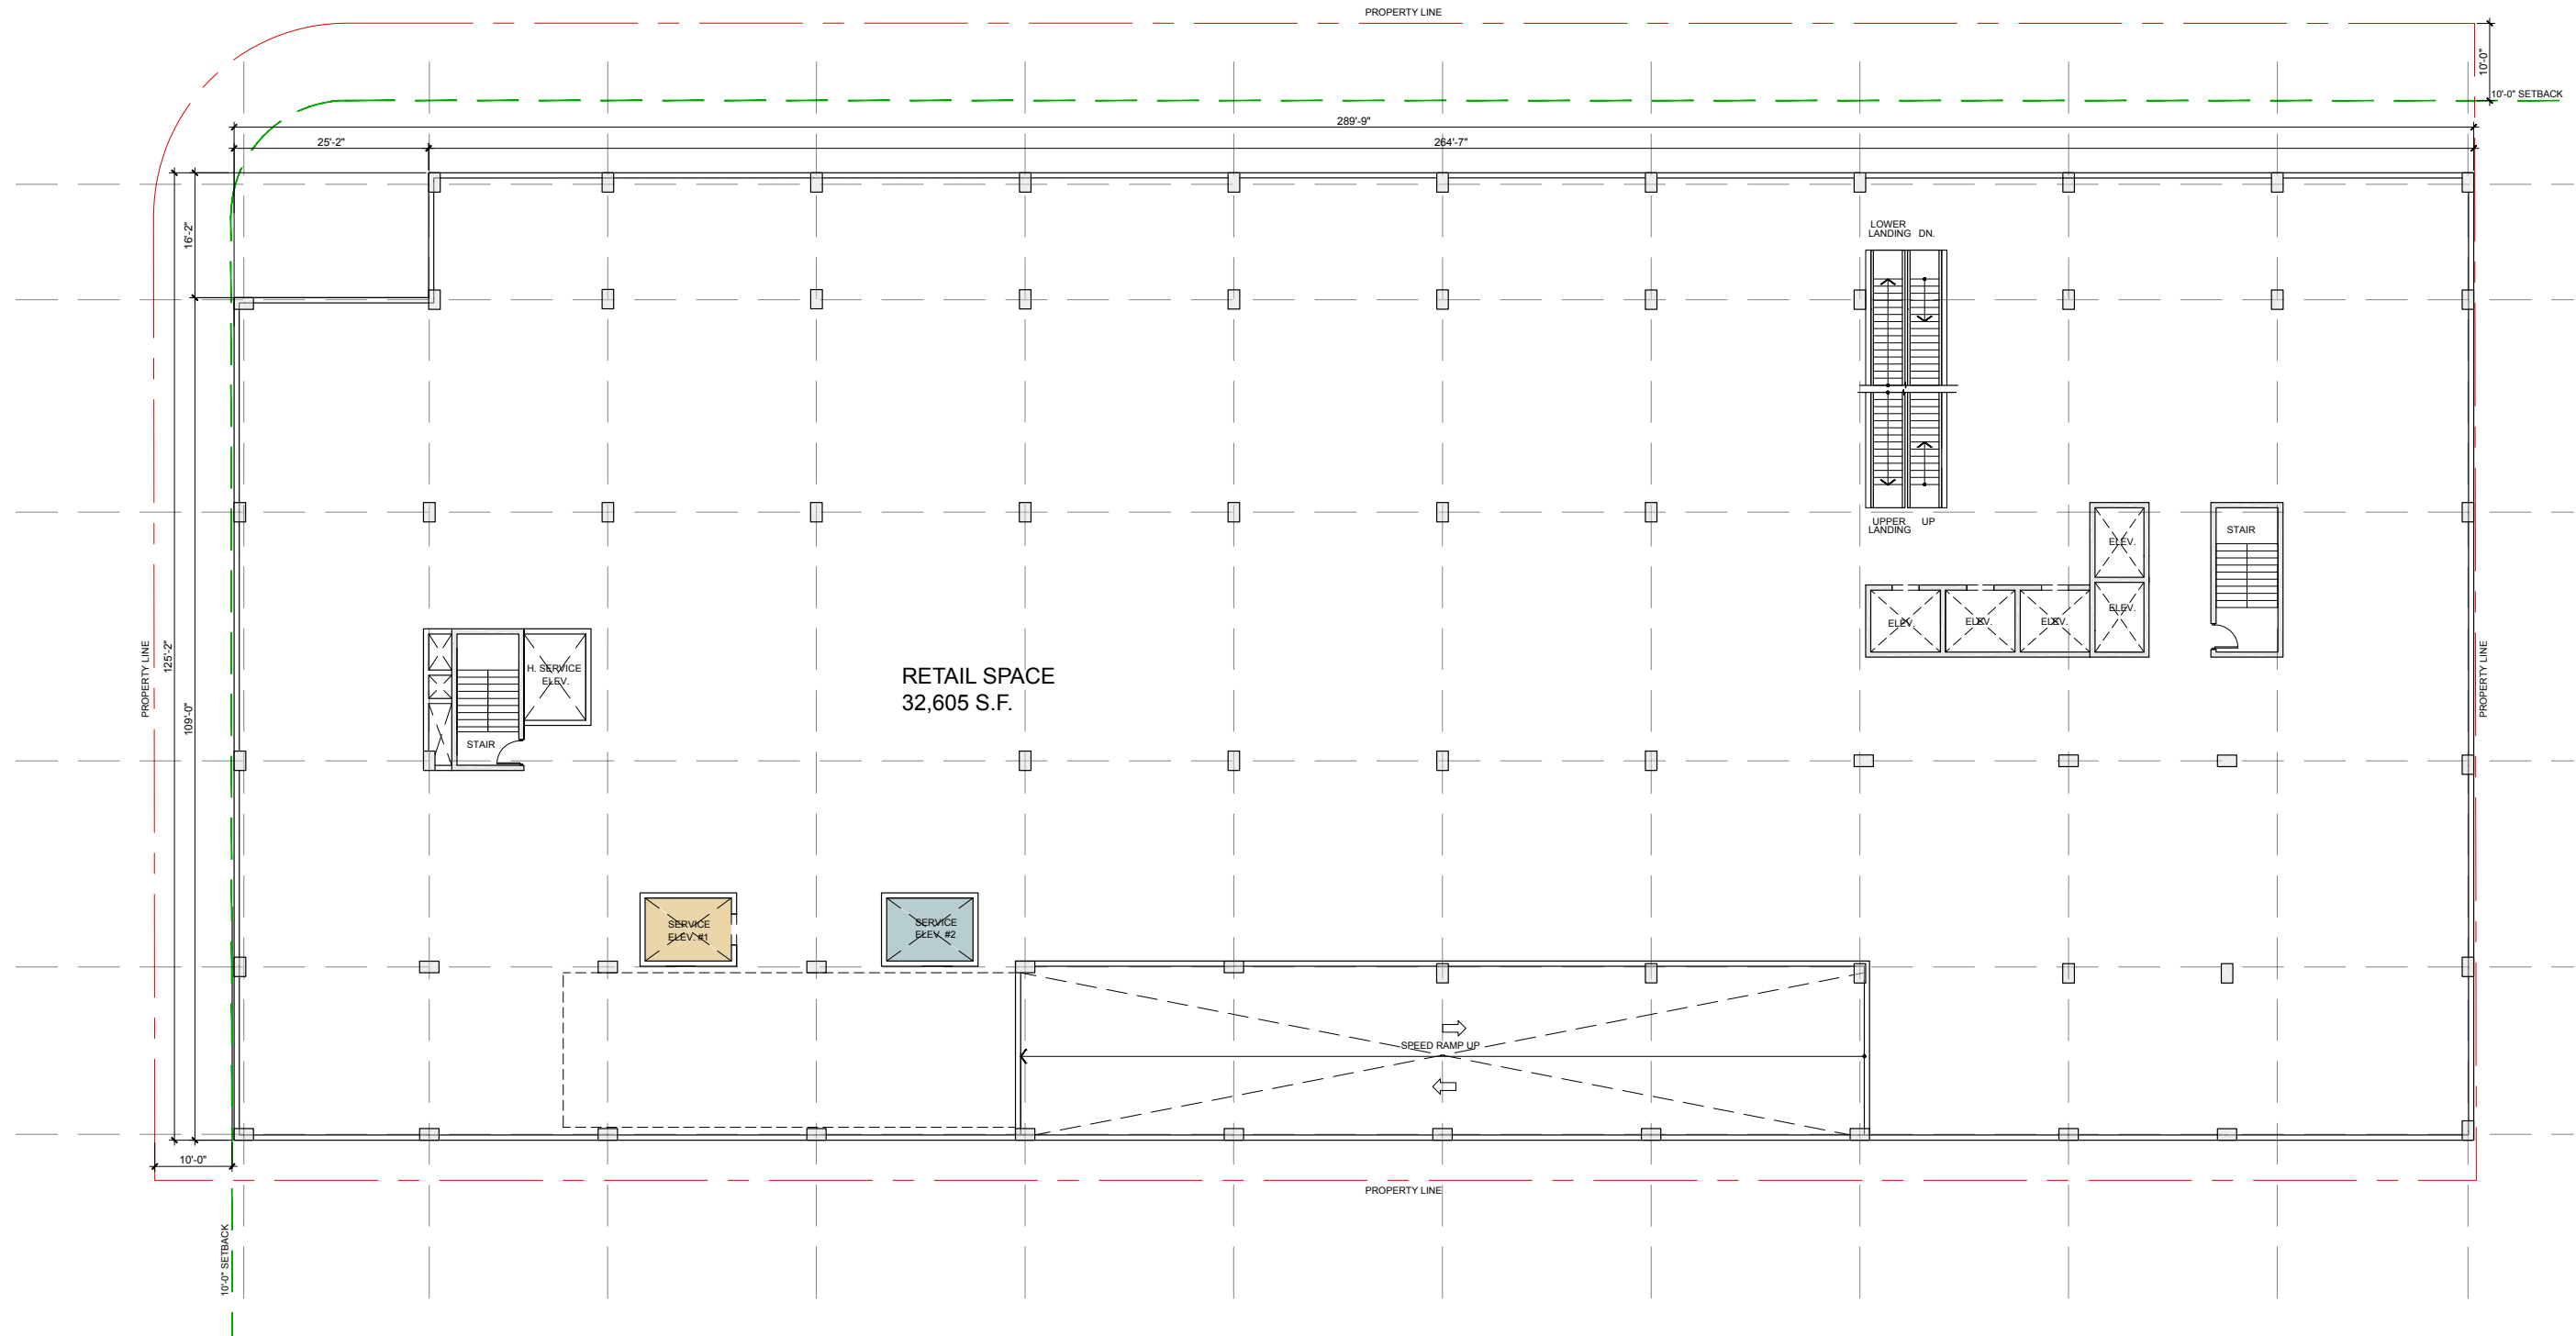 PROPERTY LINE
10'-0"
10'-0" SETBACK
289'-9"
25'-2"
264'-7"
16'-2"
LOWER
LANDING DN.
UPPER UP
LANDING
ELEV.
STAIR
ELEV.
ELEV.
ELEV.
ELEV.
PROPERTY LINE
125'-2"
109'-0"
H. SERVICE
ELEV.
STAIR
RETAIL SPACE
32,605 S.F.
PROPERTY LINE
SERVICE
ELEV. #1
SERVICE
ELEV. #2
SPEED RAMP UP
10'-0"
PROPERTY LINE
10'-0" SETBACK